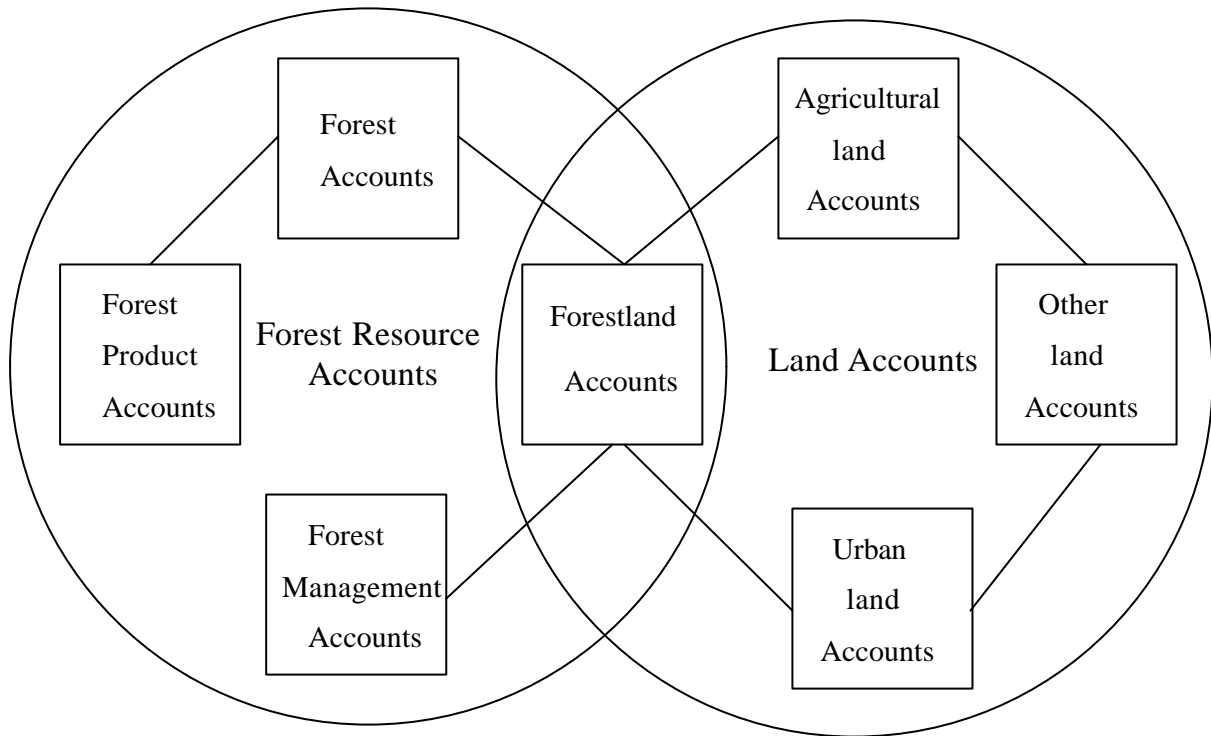 Forest
Accounts
Agricultural
land
Accounts
Forest
Product
Accounts
Forest Resource
Accounts
Forestland
Accounts
Land Accounts
Other
land
Accounts
Forest
Management
Accounts
Urban
land
Accounts